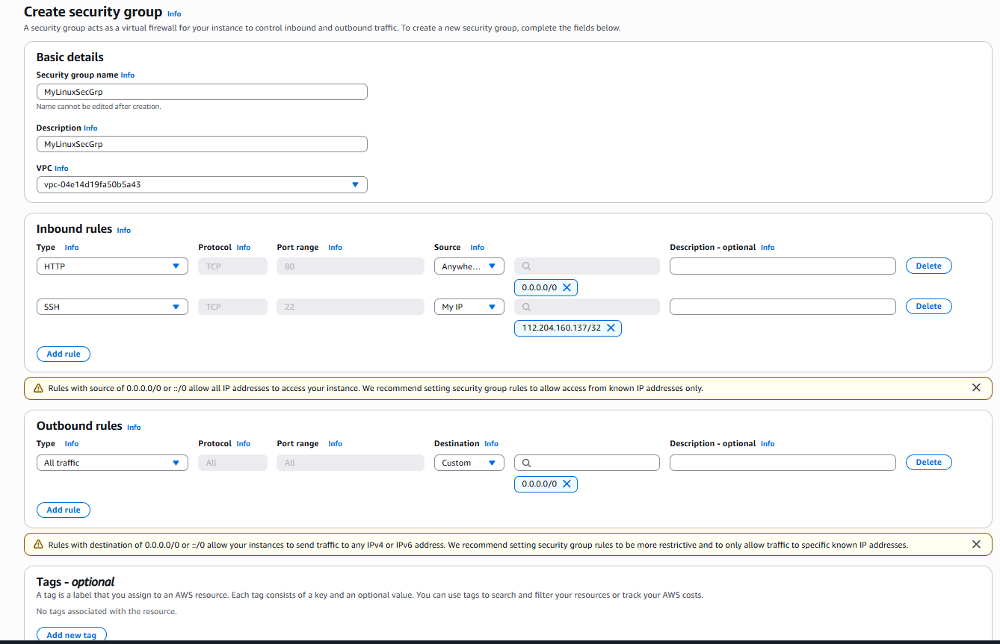 Create security group Info
A security group acts as a virtual firewall for your instance to control inbound and outbound traffic. To create a new security group, complete the fields below.
Basic details
Security group name Info
MyLinuxSecGrp
Name cannot be edited after creation.
Description Info
MyLinuxSecGrp
VPC Info
vpc-04e14d19fa50b5a43
Inbound rules Info
Type Info Protocol Info Port range Info Source Info Description - optional Info
HTTP TCP 80 Anywhe... Delete
0.0.0.0/0
SSH TCP 22 My IP Delete
112.204.160.137/32
Add rule
Rules with source of 0.0.0.0/0 or ::/0 allow all IP addresses to access your instance. We recommend setting security group rules to allow access from known IP addresses only.
Outbound rules Info
Type Info Protocol Info Port range Info Destination Info Description - optional Info
All traffic All All Custom Delete
0.0.0.0/0
Add rule
Rules with destination of 0.0.0.0/0 or ::/0 allow your instances to send traffic to any IPv4 or IPv6 address. We recommend setting security group rules to be more restrictive and to only allow traffic to specific known IP addresses.
Tags - optional
A tag is a label that you assign to an AWS resource. Each tag consists of a key and an optional value. You can use tags to search and filter your resources or track your AWS costs.
No tags associated with the resource.
Add new tag